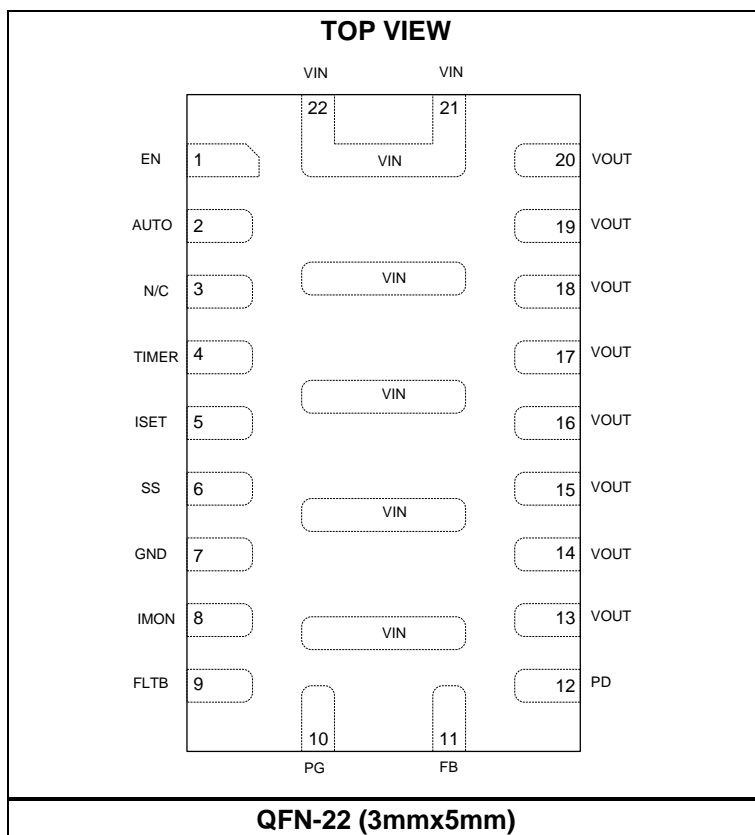 TOP VIEW
VIN VIN
22 21
EN 1 VIN 20 VOUT
AUTO 2 19 VOUT
N/C 3 VIN 18 VOUT
TIMER 4 17 VOUT
ISET 5 VIN 16 VOUT
SS 6 15 VOUT
GND 7 VIN 14 VOUT
IMON 8 VIN 13 VOUT
FLTB 9 12 PD
10 11
PG FB
QFN-22 (3mmx5mm)